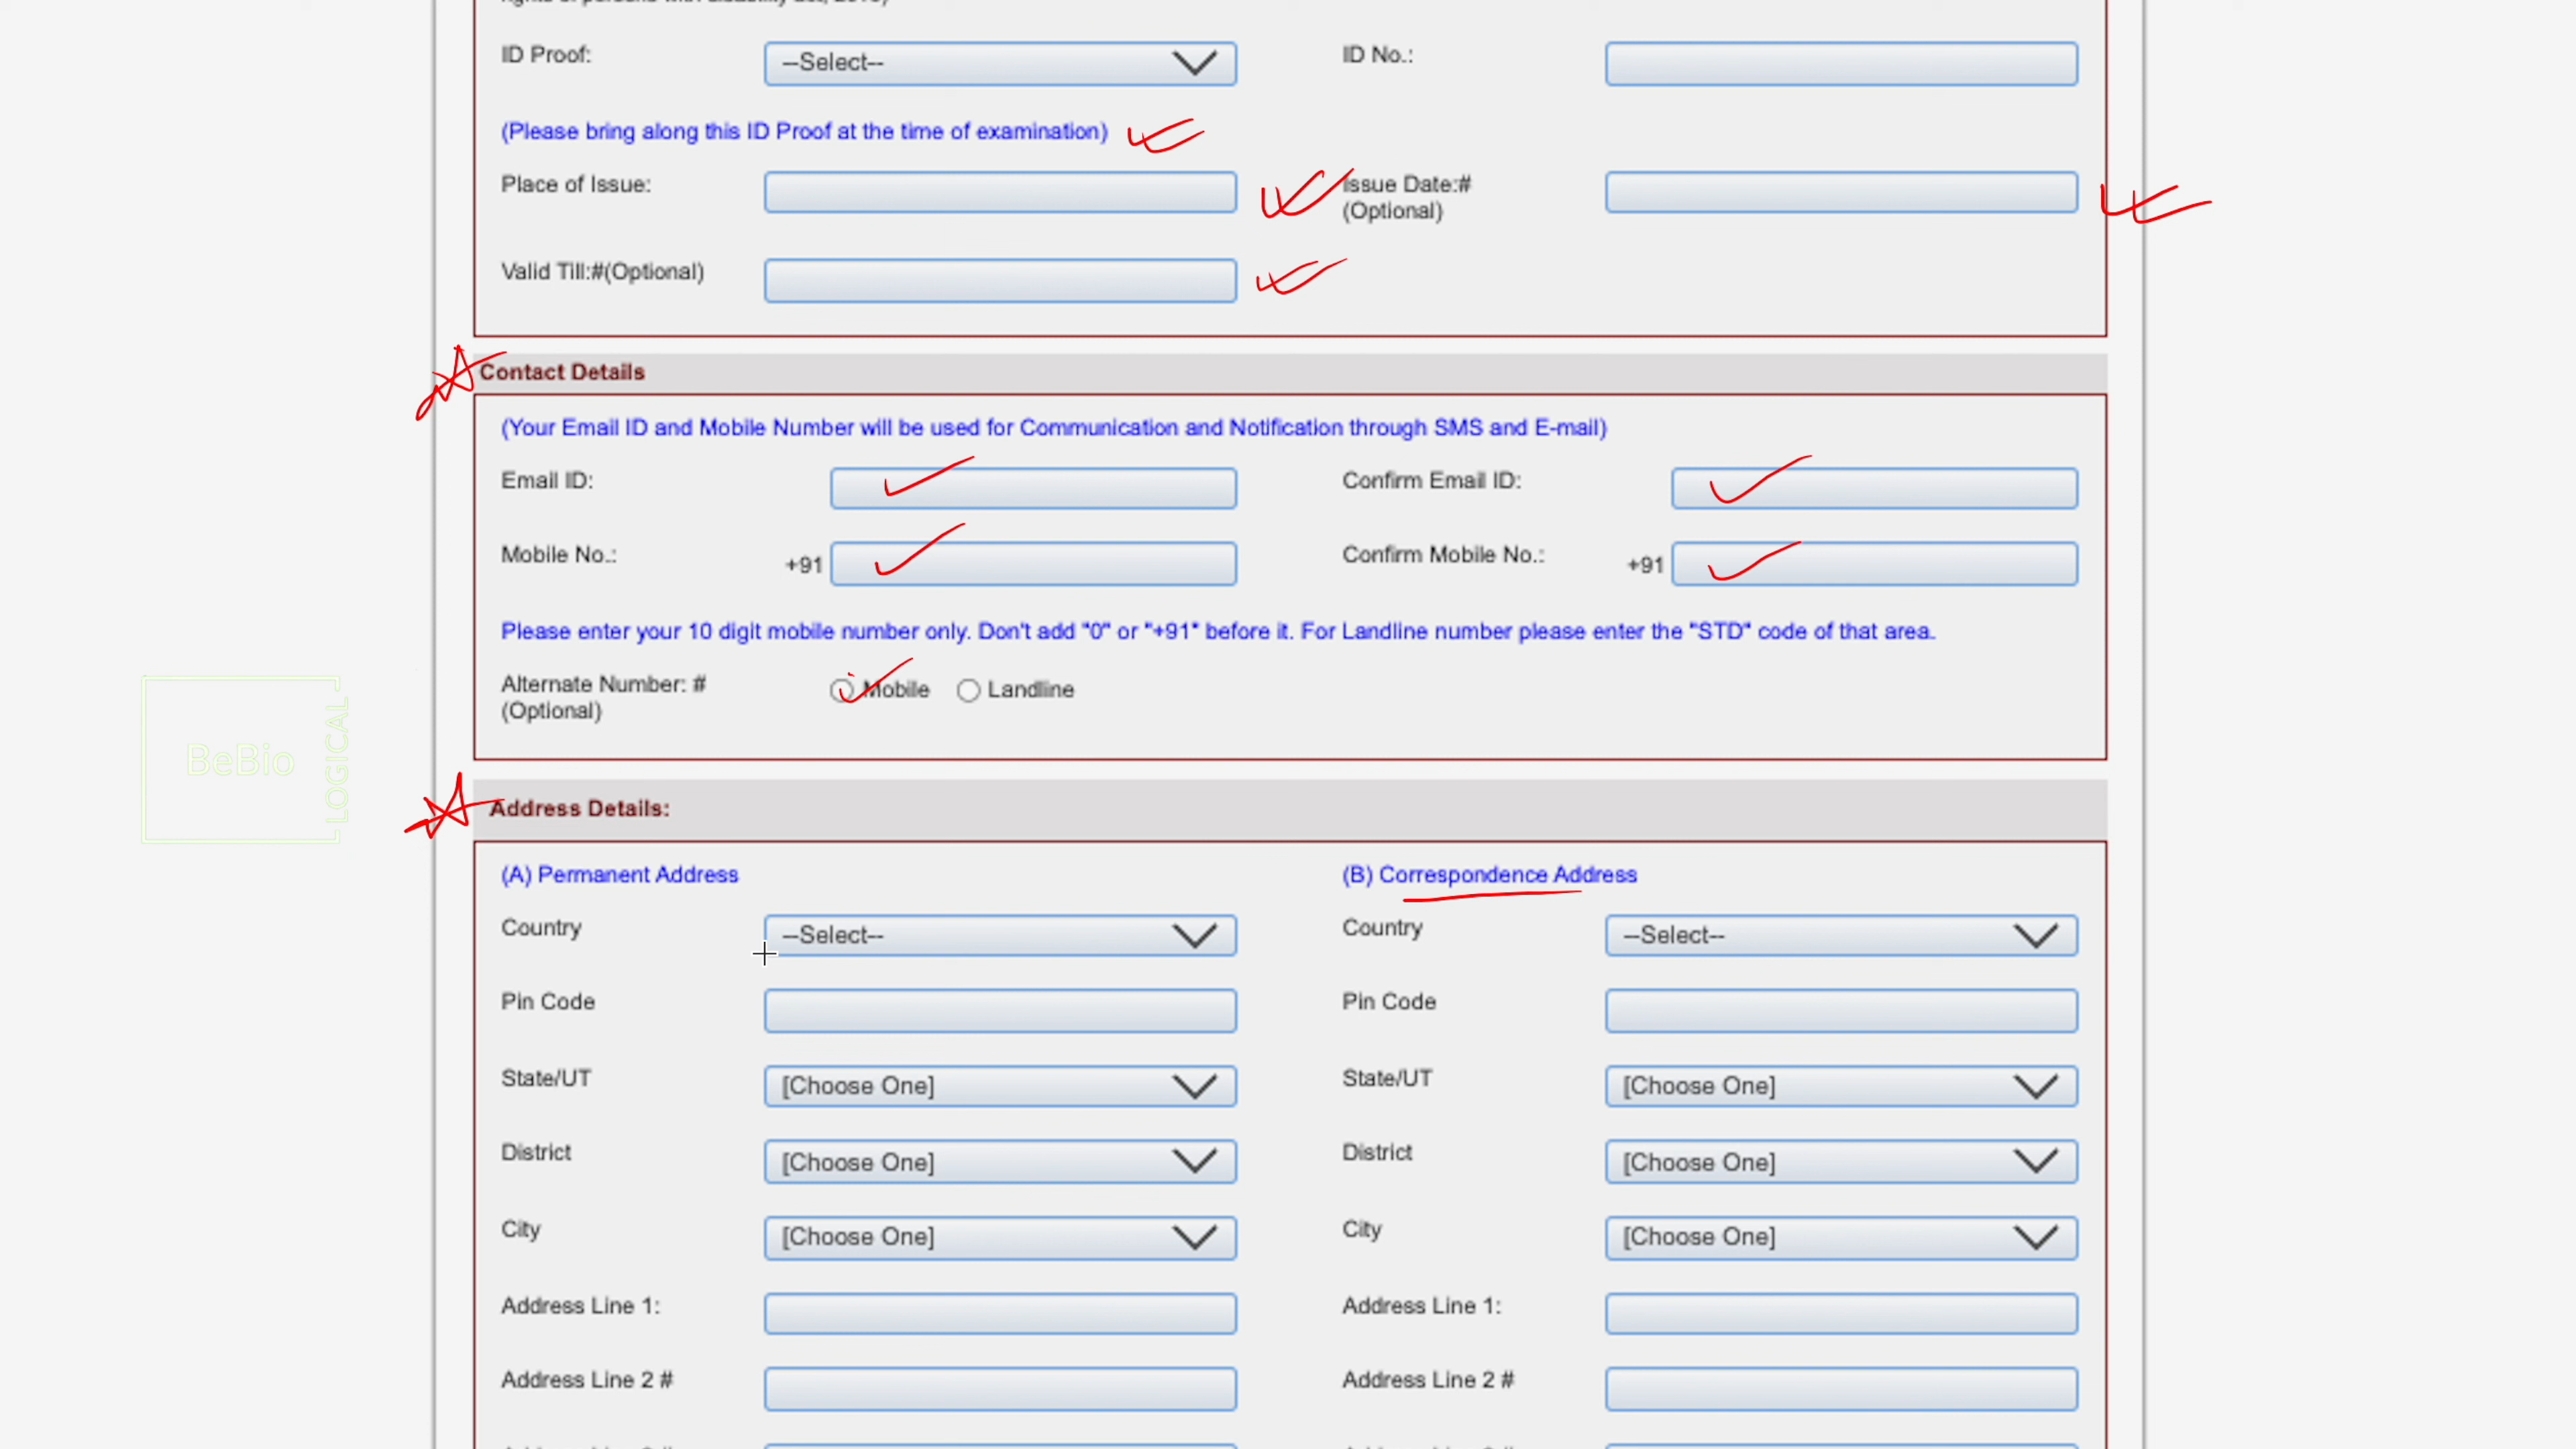 rights of persons with disability act, 2016)
ID Proof: --Select-- ID No.:
(Please bring along this ID Proof at the time of examination)
Place of Issue: Issue Date:#
(Optional)
Valid Till:#(Optional)
Contact Details
(Your Email ID and Mobile Number will be used for Communication and Notification through SMS and E-mail)
Email ID: Confirm Email ID:
Mobile No.: +91 Confirm Mobile No.: +91
Please enter your 10 digit mobile number only. Don't add "0" or "+91" before it. For Landline number please enter the "STD" code of that area.
Alternate Number: # Mobile Landline
(Optional)
BeBio
LOGICAL
Address Details:
(A) Permanent Address (B) Correspondence Address
Country --Select-- Country --Select--
Pin Code Pin Code
State/UT [Choose One] State/UT [Choose One]
District [Choose One] District [Choose One]
City [Choose One] City [Choose One]
Address Line 1: Address Line 1:
Address Line 2 # Address Line 2 #